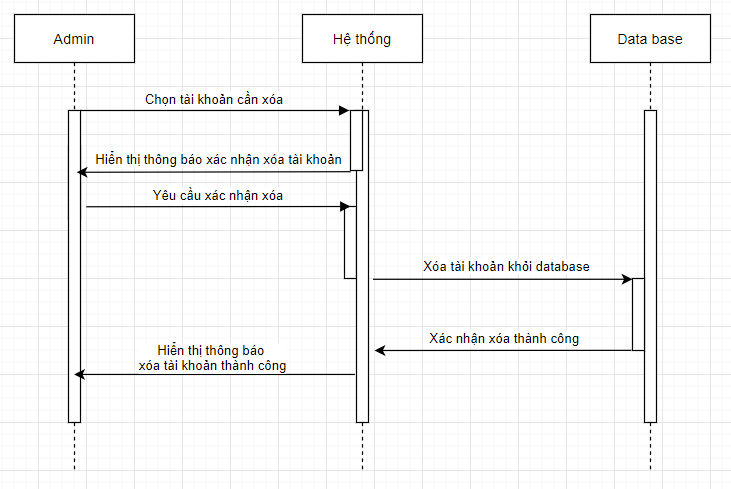 Admin
Hệ thống
Data base
Chọn tài khoản cần xóa
Hiển thị thông báo xác nhận xóa tài khoản
Yêu cầu xác nhận xóa
Xóa tài khoản khỏi database
Xác nhận xóa thành công
Hiển thị thông báo
xóa tài khoản thành công